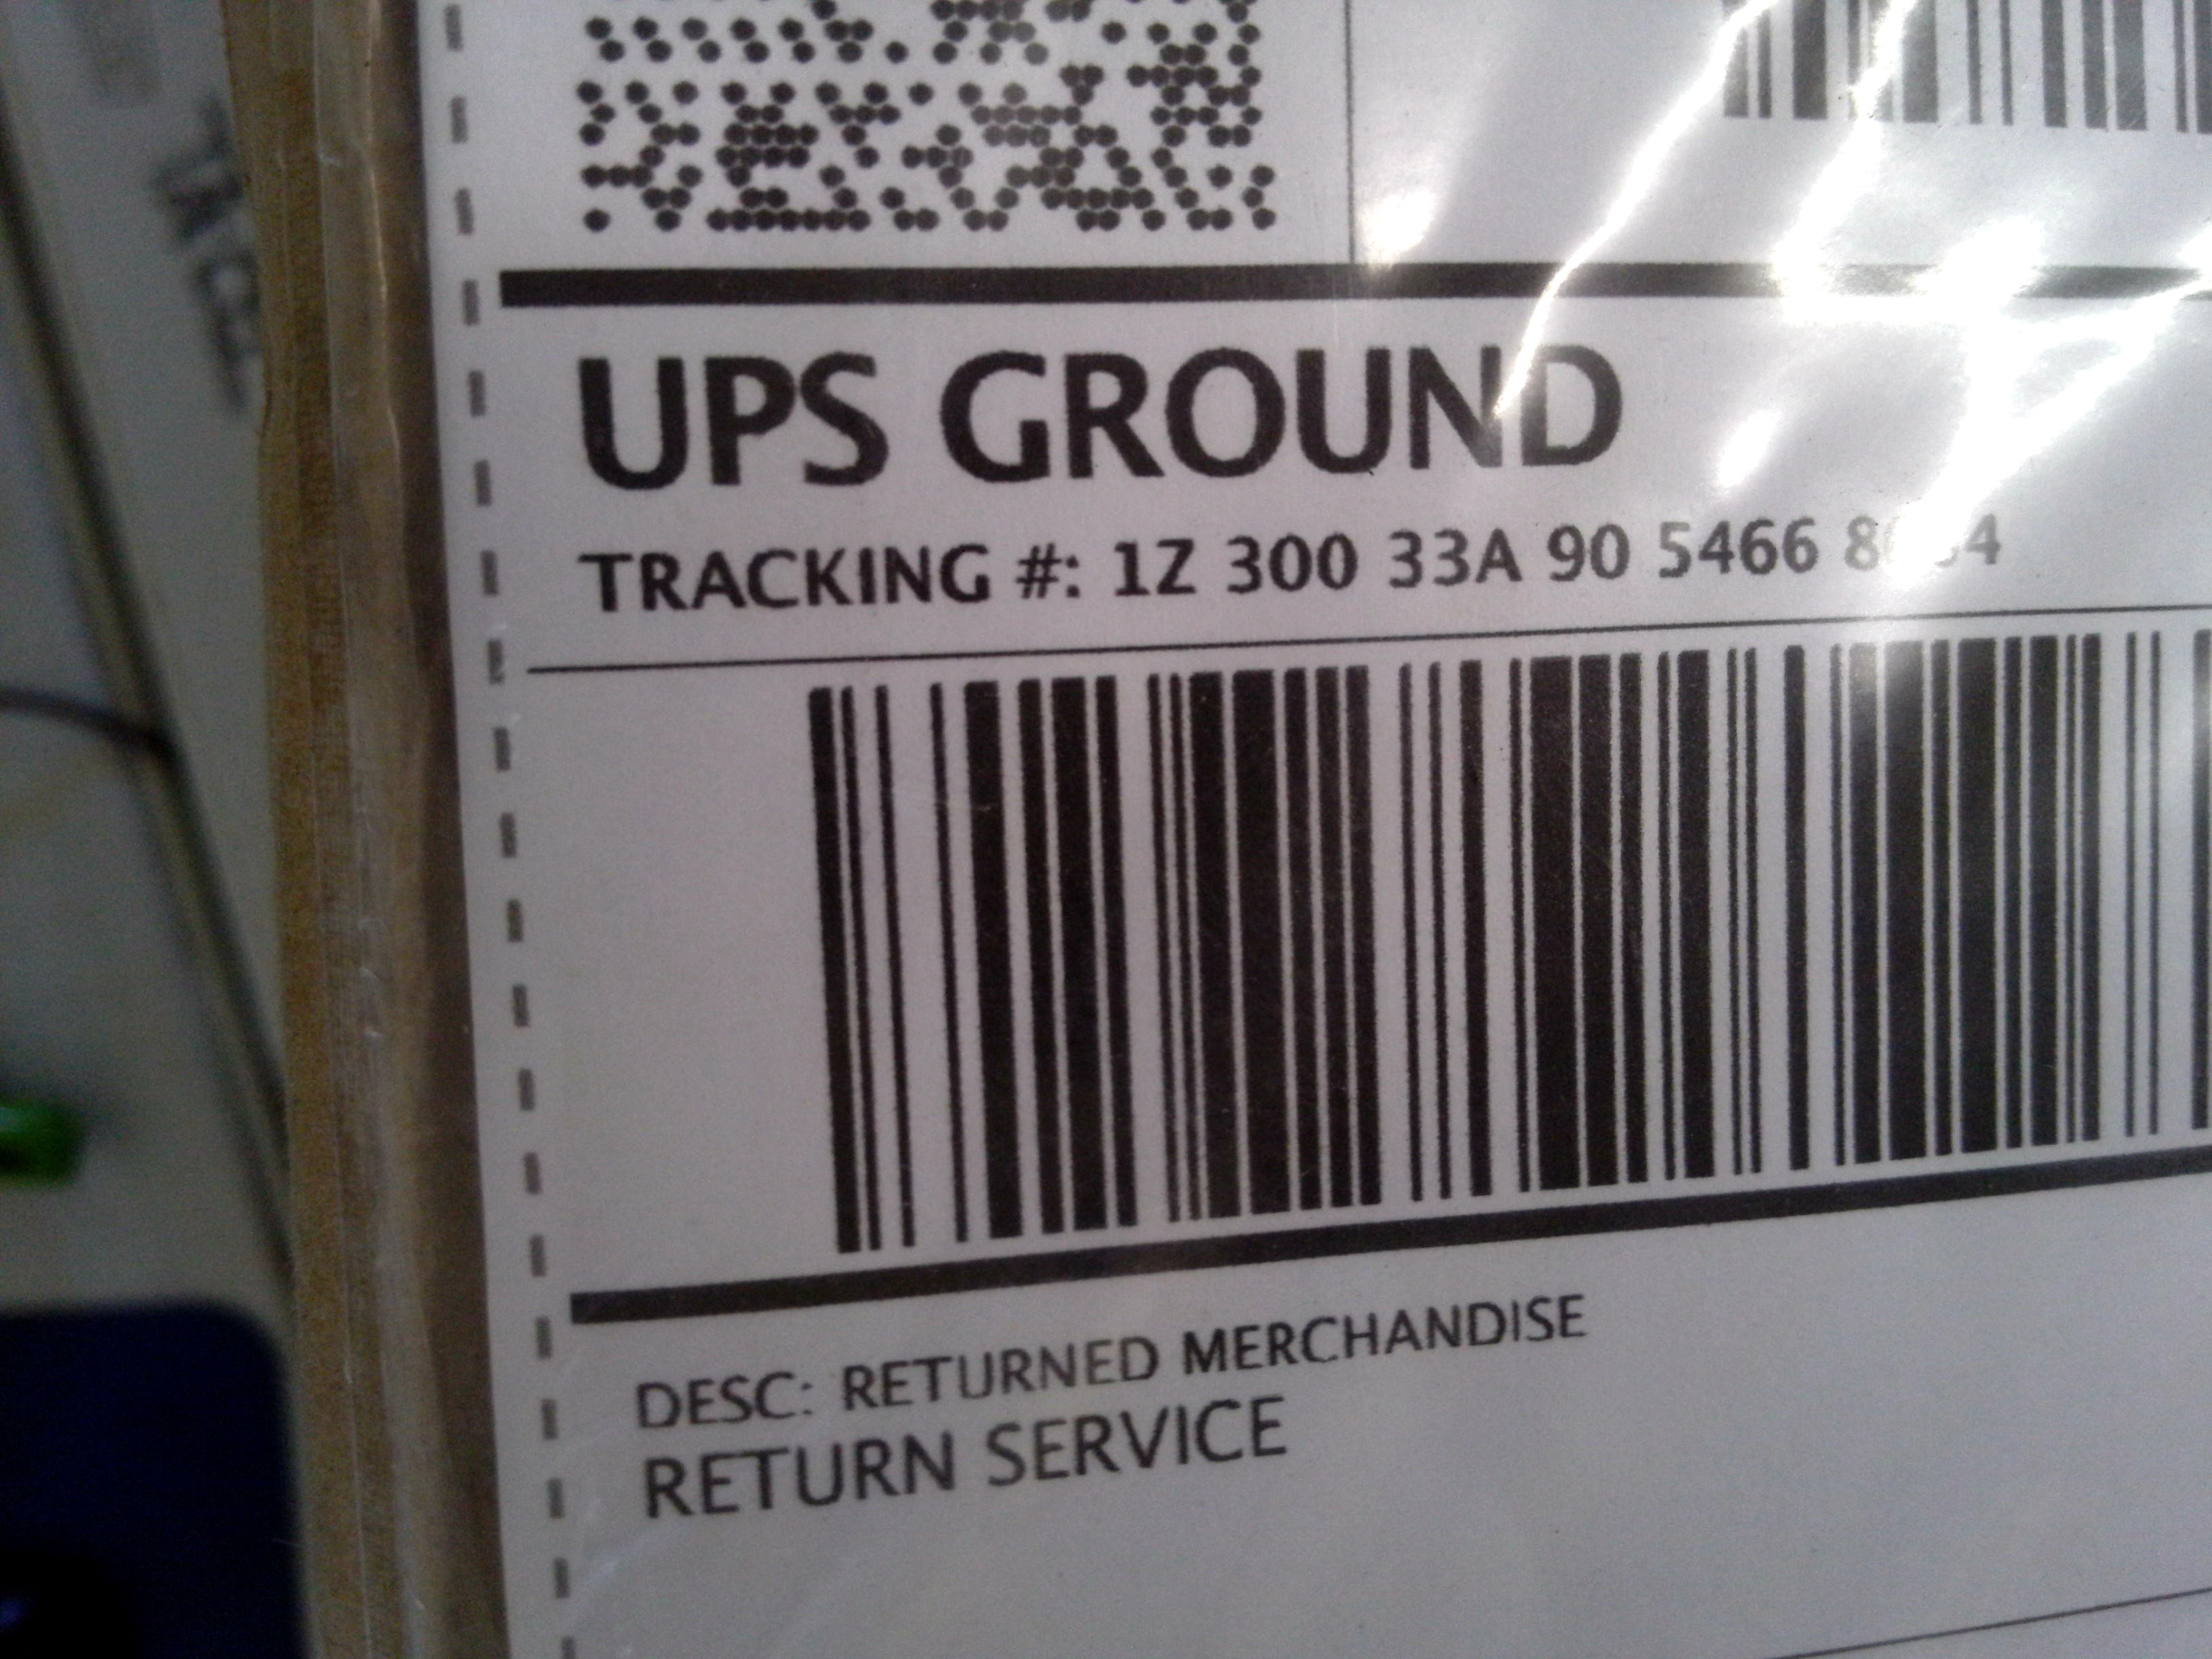 UPS GROUND
TRACKING #: 1Z 300 33A 90 5466
DESC: RETURNED MERCHANDISE
RETURN SERVICE